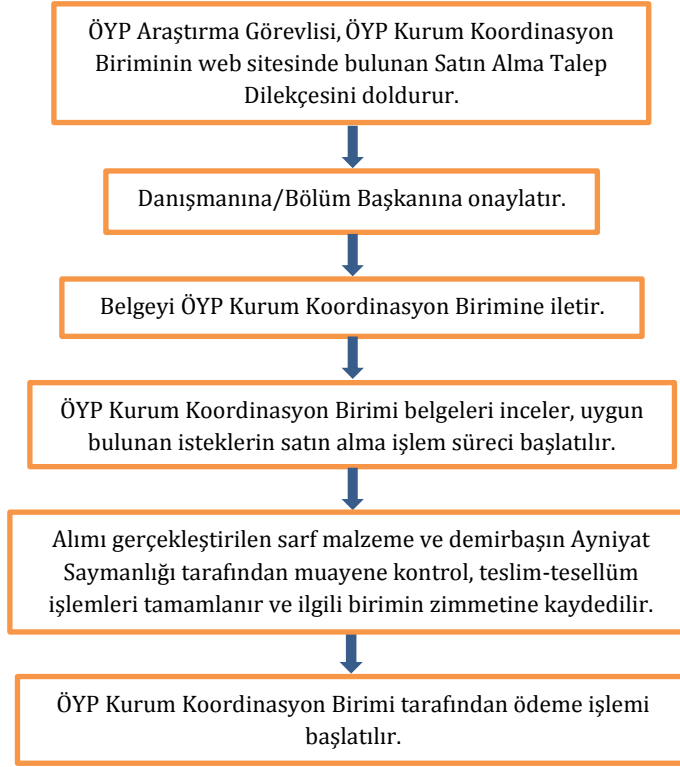 ÖYP Araştırma Görevlisi, ÖYP Kurum Koordinasyon
Biriminin web sitesinde bulunan Satın Alma Talep
Dilekçesini doldurur.
Danışmanına/Bölüm Başkanına onaylatır.
Belgeyi ÖYP Kurum Koordinasyon Birimine iletir.
ÖYP Kurum Koordinasyon Birimi belgeleri inceler, uygun
bulunan isteklerin satın alma işlem süreci başlatılır.
Alımı gerçekleştirilen sarf malzeme ve demirbaşın Ayniyat
Saymanlığı tarafından muayene kontrol, teslim-tesellüm
işlemleri tamamlanır ve ilgili birimin zimmetine kaydedilir.
ÖYP Kurum Koordinasyon Birimi tarafından ödeme işlemi
başlatılır.